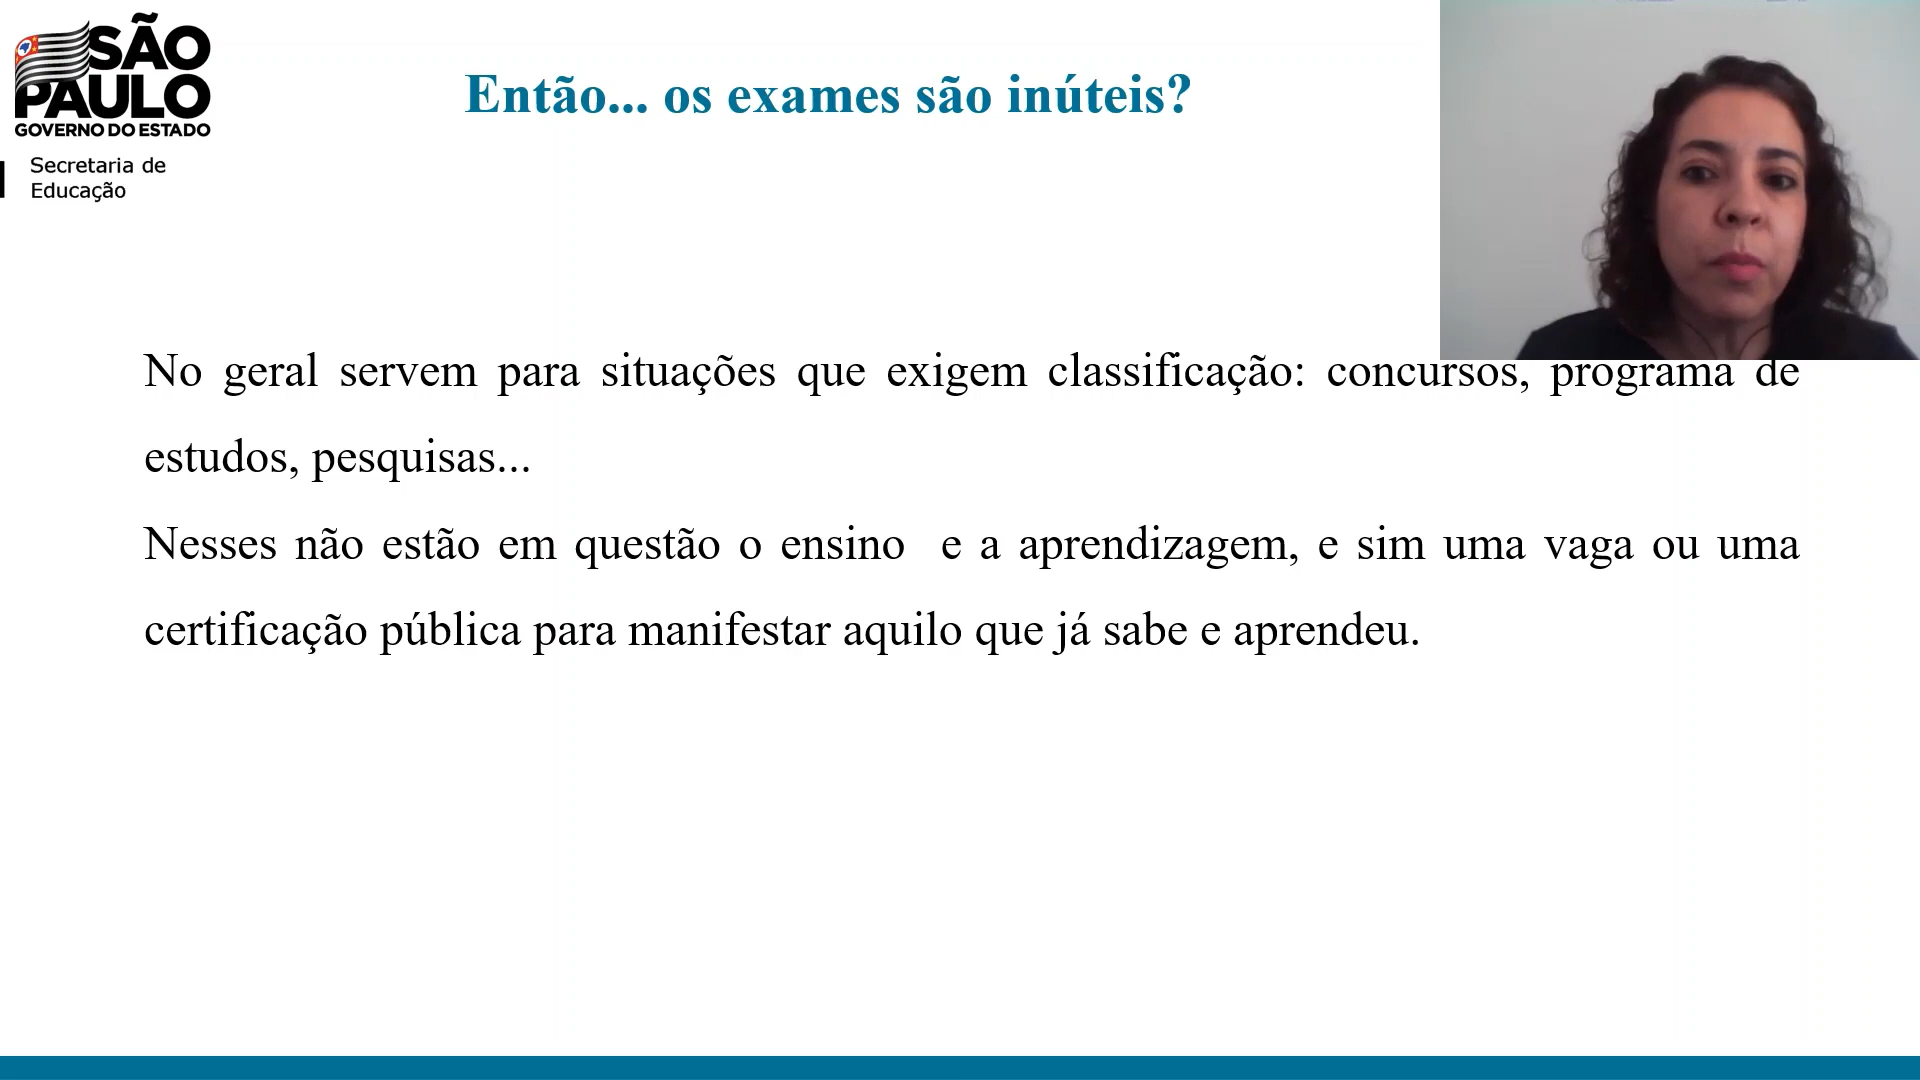 SÃO
PAULO
GOVERNO DO ESTADO
Secretaria de
Educação
Então... os exames são inúteis?
No geral servem para situações que exigem classificação: concursos, programa de
estudos, pesquisas...
Nesses não estão em questão o ensino e a aprendizagem, e sim uma vaga ou uma
certificação pública para manifestar aquilo que já sabe e aprendeu.